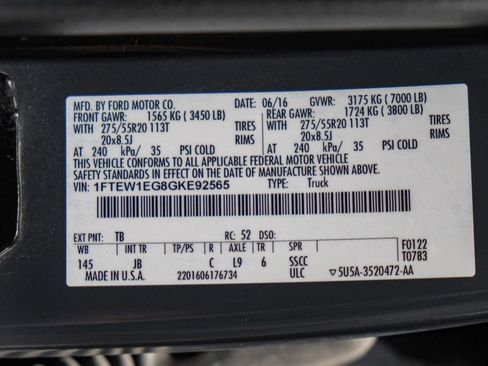 MFD. BY FORD MOTOR CO. DATE: 06/16 GVWR: 3175 KG ( 7000 LB)
FRONT GAWR: 1565 KG ( 3450 LB) REAR GAWR: 1724 KG ( 3800 LB)
WITH 275/55R20 113T TIRES WITH 275/55R20 113T TIRES
20x8.5J RIMS 20x8.5J RIMS
AT 240 kPa/ 35 PSI COLD AT 240 kPa/ 35 PSI COLD
THIS VEHICLE CONFORMS TO ALL APPLICABLE FEDERAL MOTOR VEHICLE
SAFETY STANDARDS IN EFFECT ON THE DATE OF MANUFACTURE SHOWN ABOVE.
VIN: 1FTEW1EG8GKE92565 TYPE: Truck
EXT PNT: TB RC: 52 DSO:
WB INT TR TP/PS R AXLE TR SPR F0122
145 JB C L9 6 SSCC T0783
MADE IN U.S.A. 2201606176734 ULC ▽5U5A-3520472-AA